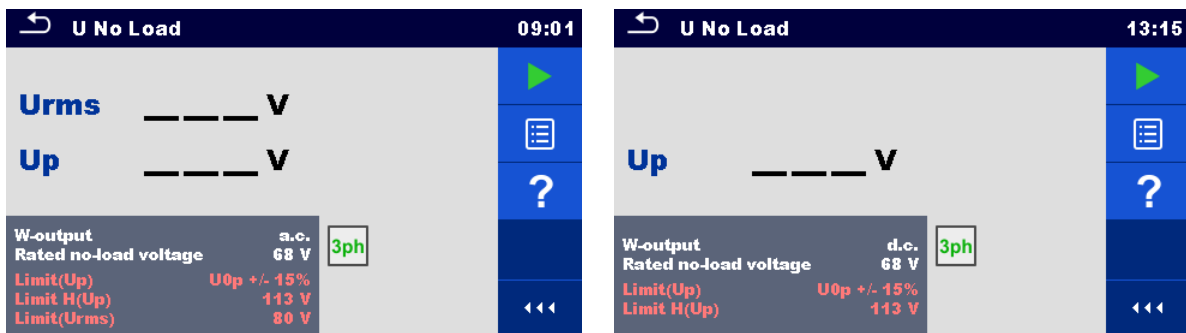 U No Load 09:01
Urms ___ V
Up ___ V
?
W-output a.c.
Rated no-load voltage 68 V
Limit(Up) U0p +/- 15%
Limit H(Up) 113 V
Limit(Urms) 80 V
3ph
U No Load 13:15
Up ___ V
?
W-output d.c.
Rated no-load voltage 68 V
Limit(Up) U0p +/- 15%
Limit H(Up) 113 V
3ph